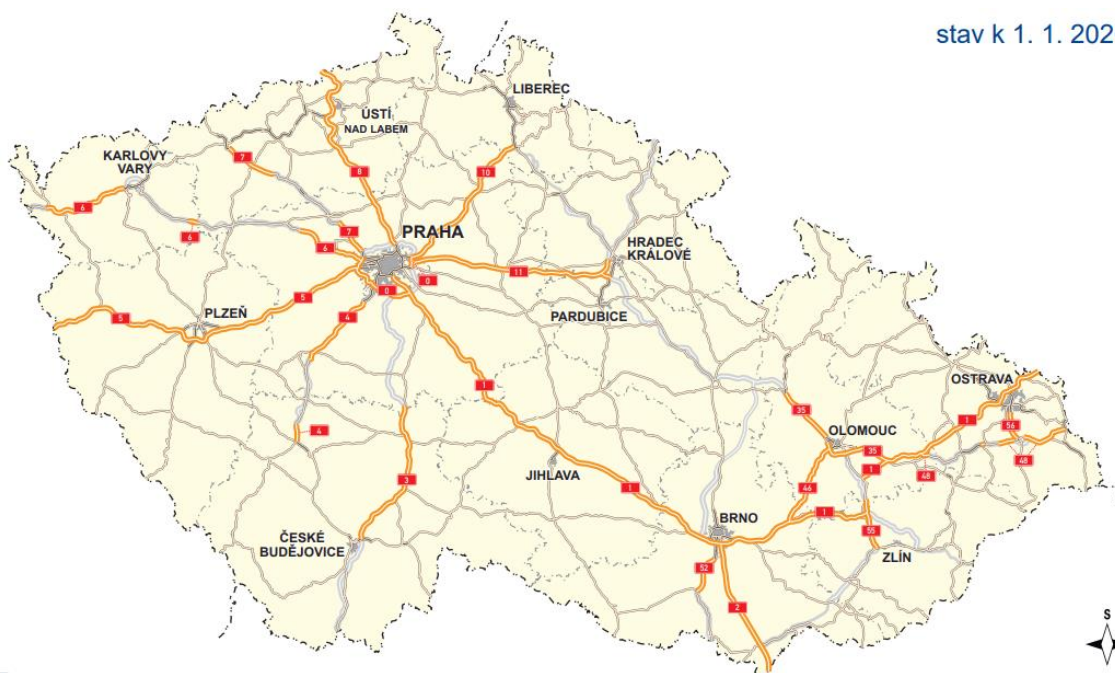 stav k 1. 1. 202
LIBEREC
ÚSTÍ
NAD LABEM
KARLOVY
VARY
7
8
10
6
6
7
6
PRAHA
HRADEC
KRÁLOVÉ
11
0
0
5
5
4
PLZEŇ
PARDUBICE
1
OSTRAVA
35
1
56
4
OLOMOUC
35
48
1
48
JIHLAVA
3
1
46
BRNO
1
55
ČESKÉ
BUDĚJOVICE
ZLÍN
52
2
S